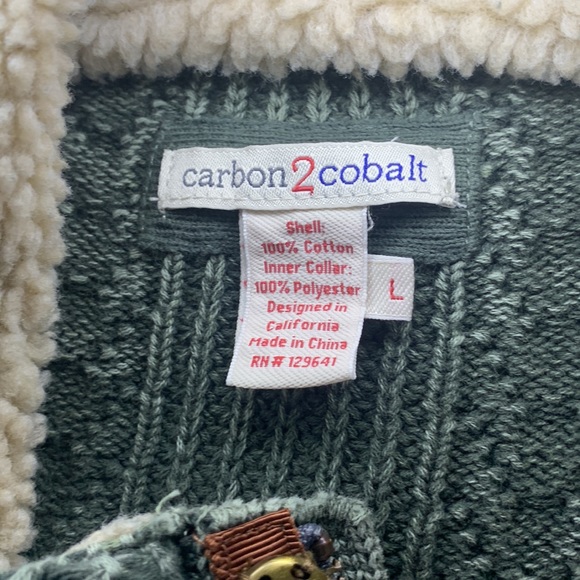 carbon2cobalt
Shell:
100% Cotton
Inner Collar:
100% Polyester
Designed in
California
Made in China
RN# 129641
L